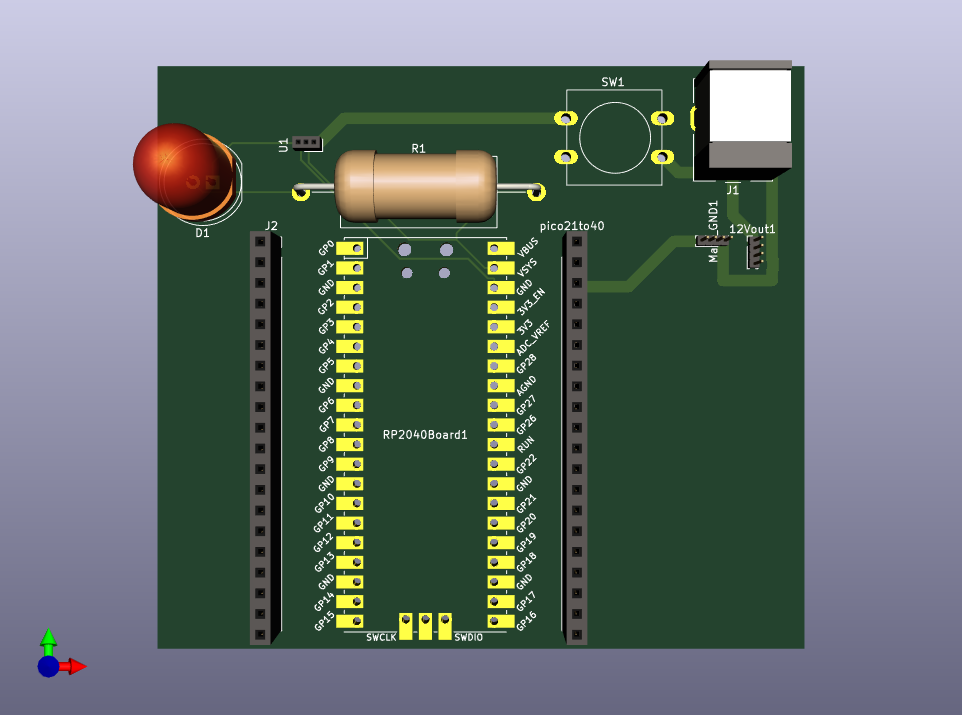 SW1
U1
R1
J1
D1
J2
pico21to40
12Vout1
GP0
GP1
GND
GP2
GP3
GP4
GP5
GND
GP6
GP7
GP8
GP9
GND
GP10
GP11
GP12
GP13
GND
GP14
GP15
RP2040Board1
VBUS
VSYS
GND
3V3_EN
3V3
ADC_VREF
GP28
AGND
GP27
GP26
RUN
GP22
GND
GP21
GP20
GP19
GP18
GND
GP17
GP16
SWCLK
SWDIO